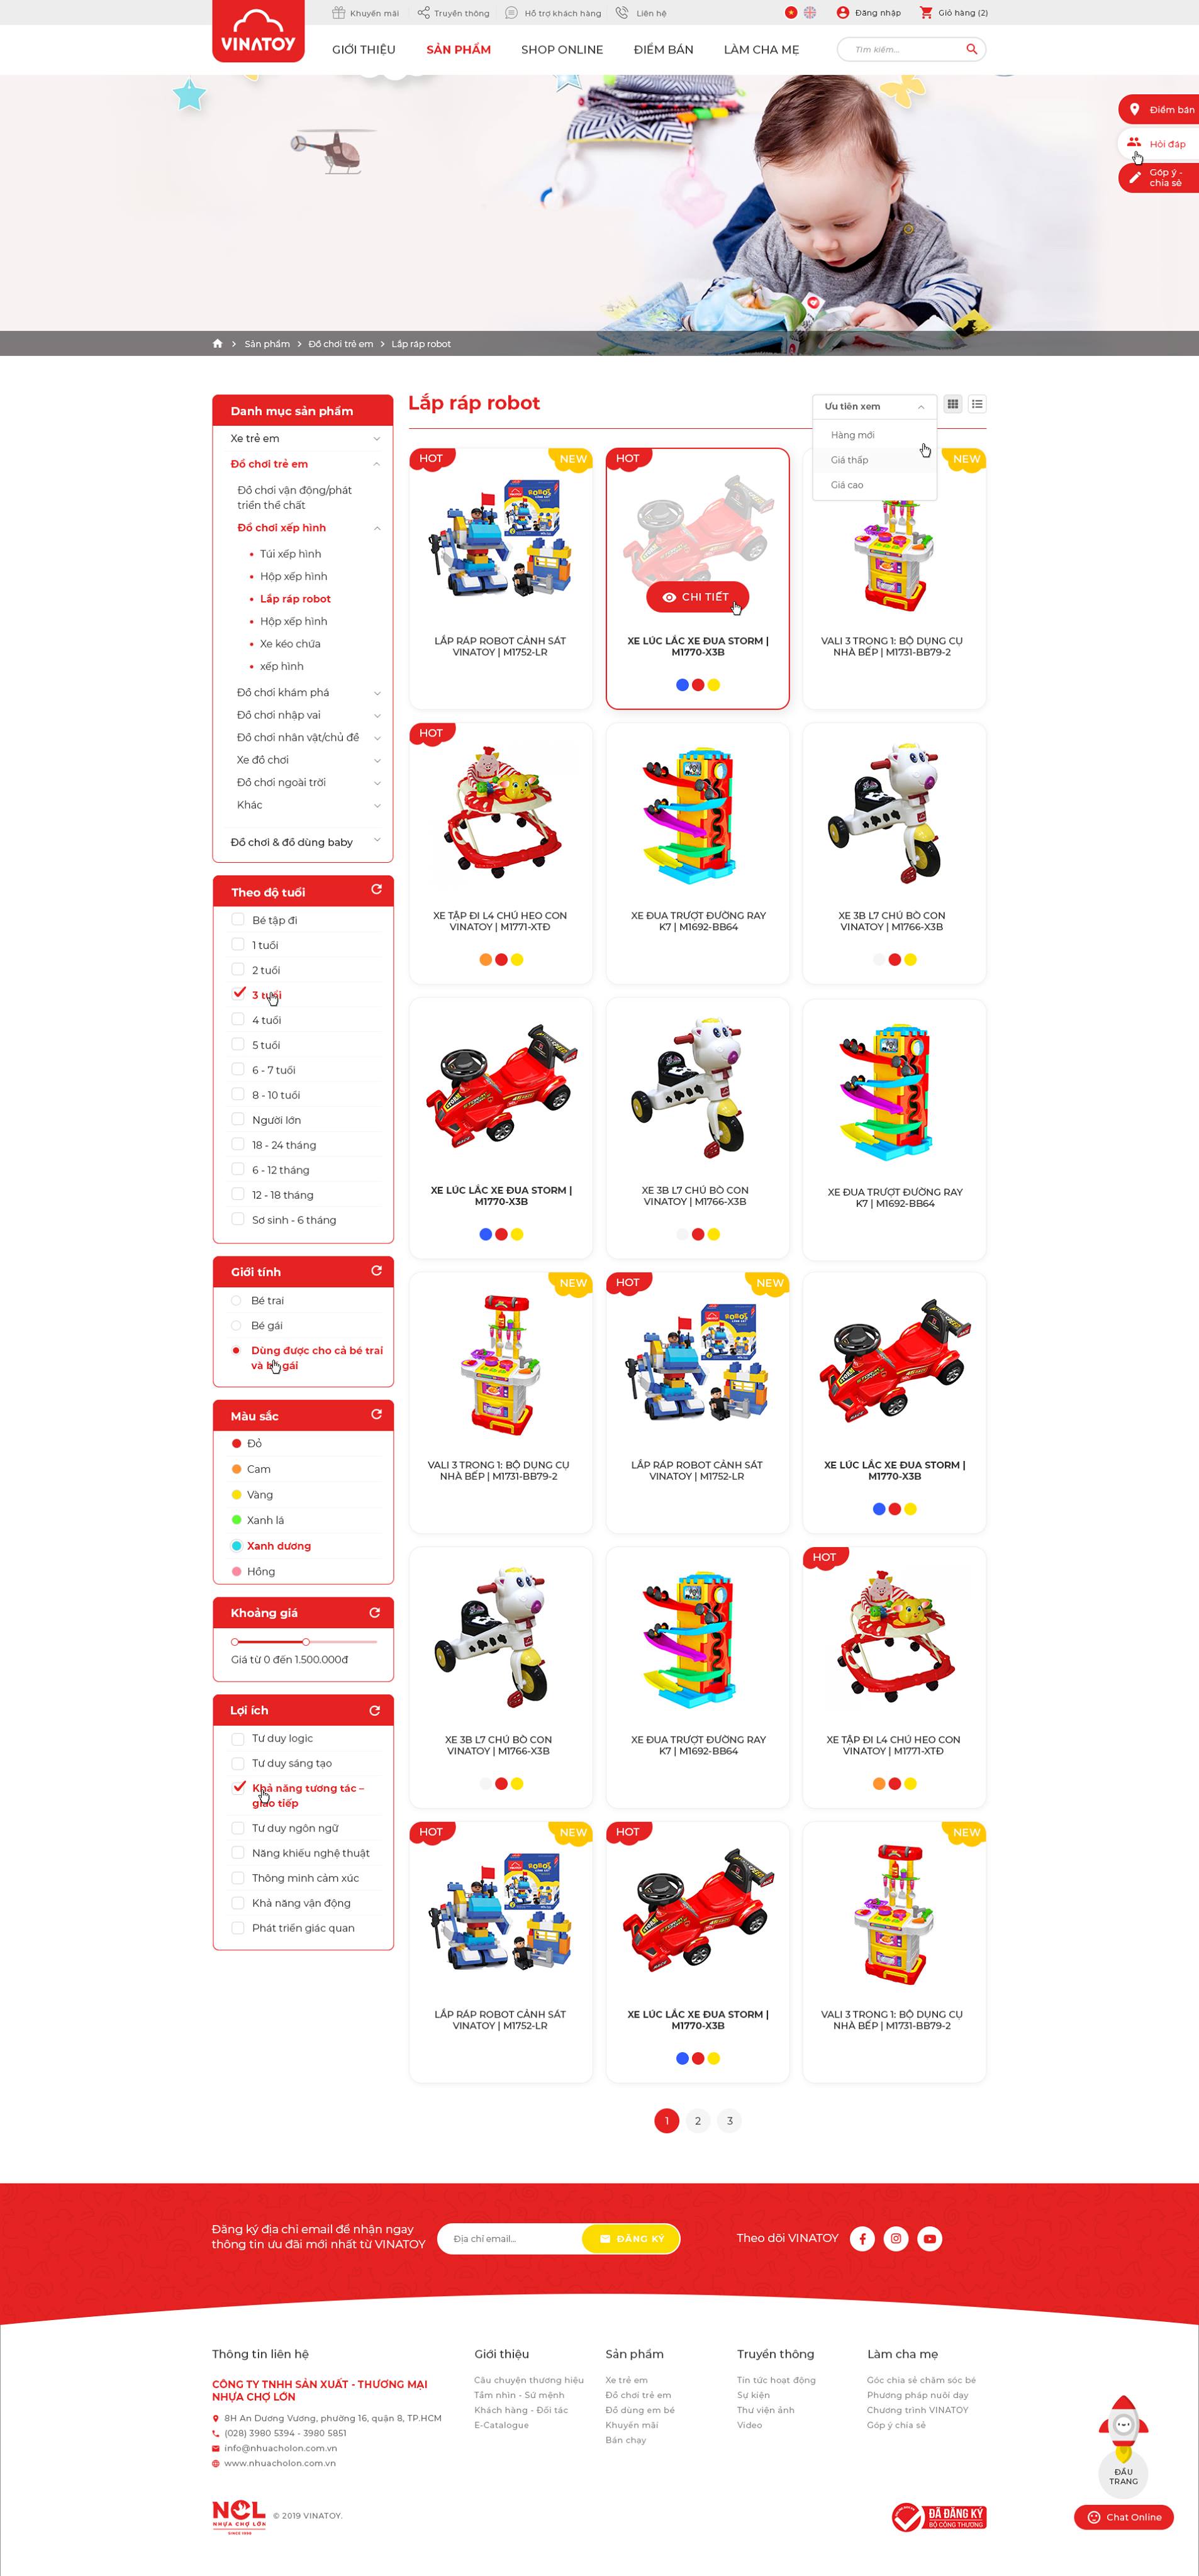 VINATOY
Khuyến mãi
Truyền thông
Hỗ trợ khách hàng
Liên hệ
Đăng nhập
Giỏ hàng (2)
GIỚI THIỆU
SẢN PHẨM
SHOP ONLINE
ĐIỂM BÁN
LÀM CHA MẸ
Tìm kiếm...
Điểm bán
Hỏi đáp
Góp ý -
chia sẻ
Sản phẩm
Đồ chơi trẻ em
Lắp ráp robot
Danh mục sản phẩm
Xe trẻ em
Đồ chơi trẻ em
Đồ chơi vận động/phát
triển thể chất
Đồ chơi xếp hình
Túi xếp hình
Hộp xếp hình
Lắp ráp robot
Hộp xếp hình
Xe kéo chứa
xếp hình
Đồ chơi khám phá
Đồ chơi nhập vai
Đồ chơi nhân vật/chủ đề
Xe đồ chơi
Đồ chơi ngoài trời
Khác
Đồ chơi & đồ dùng baby
Theo độ tuổi
Bé tập đi
1 tuổi
2 tuổi
3 tuổi
4 tuổi
5 tuổi
6 - 7 tuổi
8 - 10 tuổi
Người lớn
18 - 24 tháng
6 - 12 tháng
12 - 18 tháng
Sơ sinh - 6 tháng
Giới tính
Bé trai
Bé gái
Dùng được cho cả bé trai
và bé gái
Màu sắc
Đỏ
Cam
Vàng
Xanh lá
Xanh dương
Hồng
Khoảng giá
Giá từ 0 đến 1.500.000đ
Lợi ích
Tư duy logic
Tư duy sáng tạo
Khả năng tương tác –
giao tiếp
Tư duy ngôn ngữ
Năng khiếu nghệ thuật
Thông minh cảm xúc
Khả năng vận động
Phát triển giác quan
Lắp ráp robot
Ưu tiên xem
Hàng mới
Giá thấp
Giá cao
HOT
NEW
LẮP RÁP ROBOT CẢNH SÁT
VINATOY | M1752-LR
HOT
CHI TIẾT
XE LÚC LẮC XE ĐUA STORM |
M1770-X3B
NEW
VALI 3 TRONG 1: BỘ DỤNG CỤ
NHÀ BẾP | M1731-BB79-2
HOT
XE TẬP ĐI L4 CHÚ HEO CON
VINATOY | M1771-XTĐ
XE ĐUA TRƯỢT ĐƯỜNG RAY
K7 | M1692-BB64
XE 3B L7 CHÚ BÒ CON
VINATOY | M1766-X3B
XE LÚC LẮC XE ĐUA STORM |
M1770-X3B
XE 3B L7 CHÚ BÒ CON
VINATOY | M1766-X3B
XE ĐUA TRƯỢT ĐƯỜNG RAY
K7 | M1692-BB64
NEW
VALI 3 TRONG 1: BỘ DỤNG CỤ
NHÀ BẾP | M1731-BB79-2
HOT
NEW
LẮP RÁP ROBOT CẢNH SÁT
VINATOY | M1752-LR
XE LÚC LẮC XE ĐUA STORM |
M1770-X3B
XE 3B L7 CHÚ BÒ CON
VINATOY | M1766-X3B
XE ĐUA TRƯỢT ĐƯỜNG RAY
K7 | M1692-BB64
HOT
XE TẬP ĐI L4 CHÚ HEO CON
VINATOY | M1771-XTĐ
HOT
NEW
LẮP RÁP ROBOT CẢNH SÁT
VINATOY | M1752-LR
HOT
XE LÚC LẮC XE ĐUA STORM |
M1770-X3B
NEW
VALI 3 TRONG 1: BỘ DỤNG CỤ
NHÀ BẾP | M1731-BB79-2
1
2
3
Đăng ký địa chỉ email để nhận ngay
thông tin ưu đãi mới nhất từ VINATOY
Địa chỉ email...
ĐĂNG KÝ
Theo dõi VINATOY
Thông tin liên hệ
CÔNG TY TNHH SẢN XUẤT - THƯƠNG MẠI
NHỰA CHỢ LỚN
8H An Dương Vương, phường 16, quận 8, TP.HCM
(028) 3980 5394 - 3980 5851
info@nhuacholon.com.vn
www.nhuacholon.com.vn
Giới thiệu
Câu chuyện thương hiệu
Tầm nhìn - Sứ mệnh
Khách hàng - Đối tác
E-Catalogue
Sản phẩm
Xe trẻ em
Đồ chơi trẻ em
Đồ dùng em bé
Khuyến mãi
Bán chạy
Truyền thông
Tin tức hoạt động
Sự kiện
Thư viện ảnh
Video
Làm cha mẹ
Góc chia sẻ chăm sóc bé
Phương pháp nuôi dạy
Chương trình VINATOY
Góp ý chia sẻ
ĐẦU
TRANG
Chat Online
NCL
NHỰA CHỢ LỚN
© 2019 VINATOY.
ĐÃ ĐĂNG KÝ
BỘ CÔNG THƯƠNG